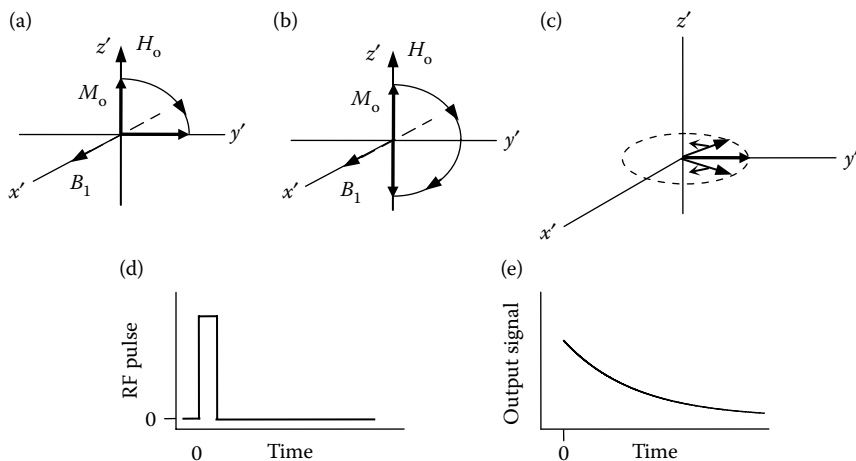 (a)
z′
H₀
M₀
y′
x′
B₁
(b)
z′
H₀
M₀
y′
x′
B₁
(c)
z′
y′
x′
(d)
RF pulse
0
0
Time
(e)
Output signal
0
Time